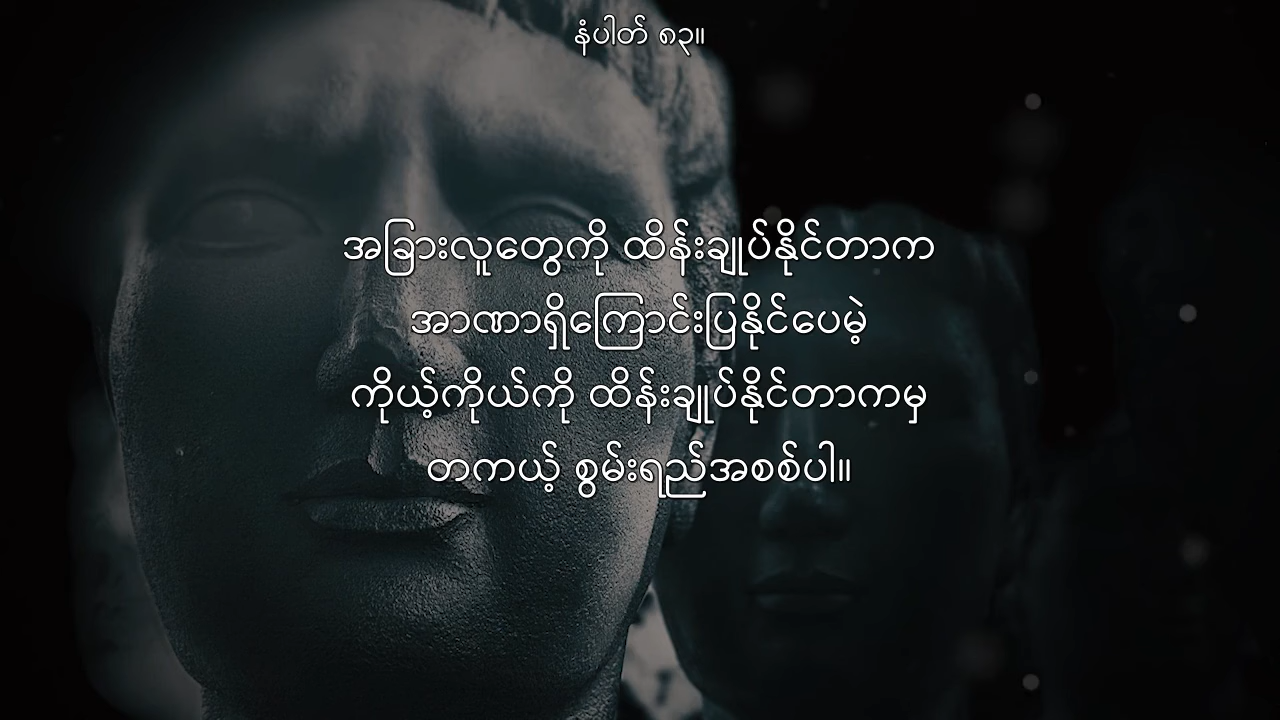 နံပါတ် ၈၃။
အခြားလူတွေကို ထိန်းချုပ်နိုင်တာက
အာဏာရှိကြောင်းပြနိုင်ပေမဲ့
ကိုယ့်ကိုယ်ကို ထိန်းချုပ်နိုင်တာကမှ
တကယ့် စွမ်းရည်အစစ်ပါ။